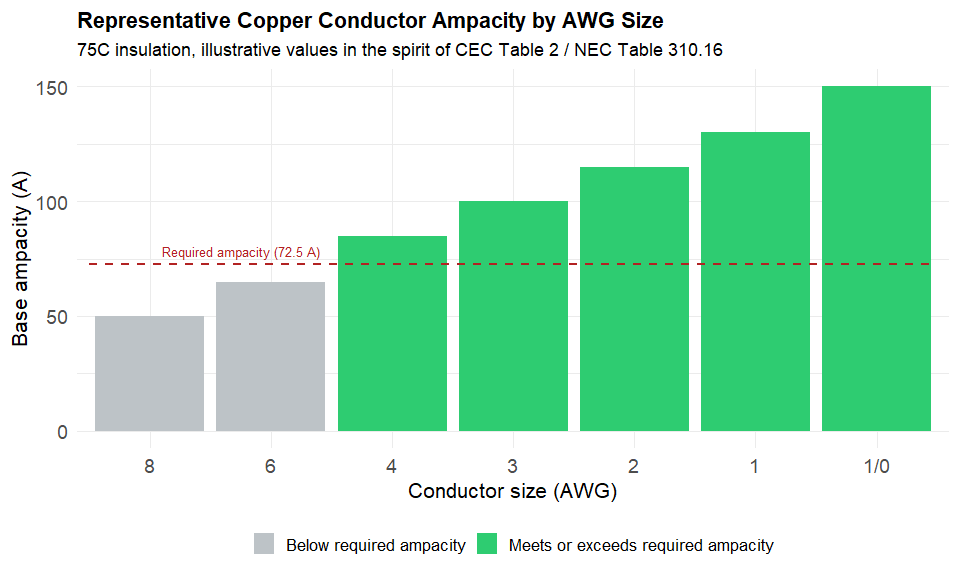 Representative Copper Conductor Ampacity by AWG Size
75C insulation, illustrative values in the spirit of CEC Table 2 / NEC Table 310.16
Base ampacity (A)
150
100
50
0
Required ampacity (72.5 A)
8 6 4 3 2 1 1/0
Conductor size (AWG)
Below required ampacity Meets or exceeds required ampacity